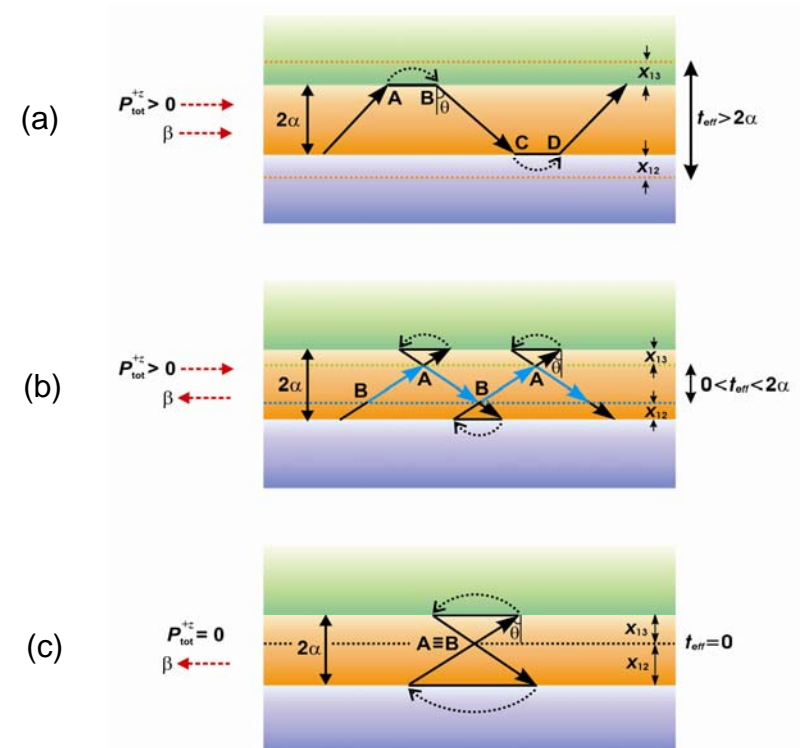 (a)
P+z tot > 0
β
2α
A B
θ
C D
x13
x12
teff > 2α
(b)
P+z tot > 0
β
2α
B
A
B
A
θ
x13
x12
0 < teff < 2α
(c)
P+z tot = 0
β
2α
A≡B
θ
x13
x12
teff = 0